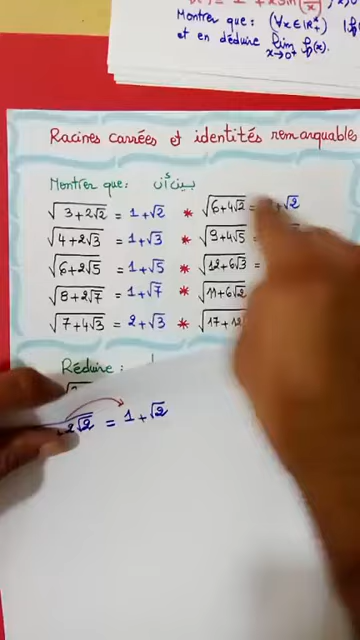 Montrer que : (∀x∈ℝ*₊)
et en déduire lim f(x).
x→0⁺
Racines carrées et identités remarquables
Montrer que: بين أن
√(3+2√2) = 1+√2 * √(6+4√2) = √2
√(4+2√3) = 1+√3 * √(9+4√5) =
√(6+2√5) = 1+√5 * √(12+6√3) =
√(8+2√7) = 1+√7 * √(11+6√2)
√(7+4√3) = 2+√3 * √(17+12
Réduire :
2√2 = 1+√2